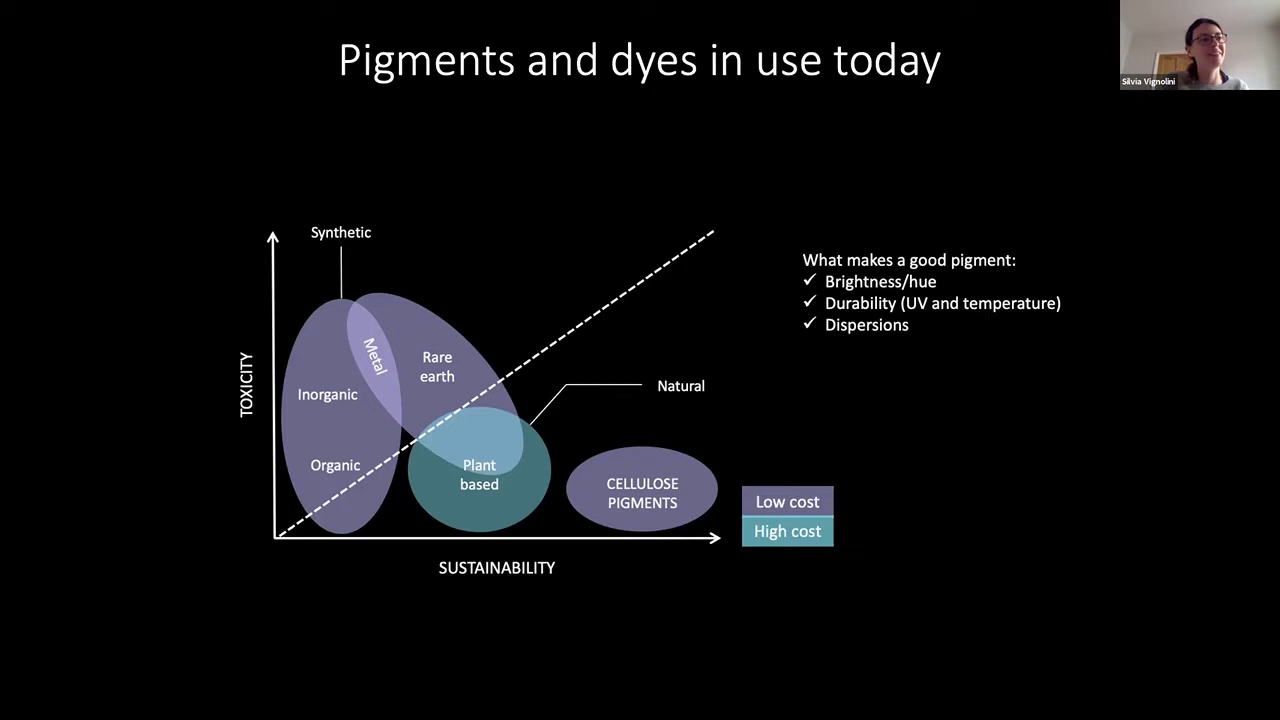 Pigments and dyes in use today
Silvia Vignolini
Synthetic
What makes a good pigment:
✓ Brightness/hue
✓ Durability (UV and temperature)
✓ Dispersions
TOXICITY
Metal
Rare
earth
Inorganic
Natural
Organic
Plant
based
CELLULOSE
PIGMENTS
Low cost
High cost
SUSTAINABILITY